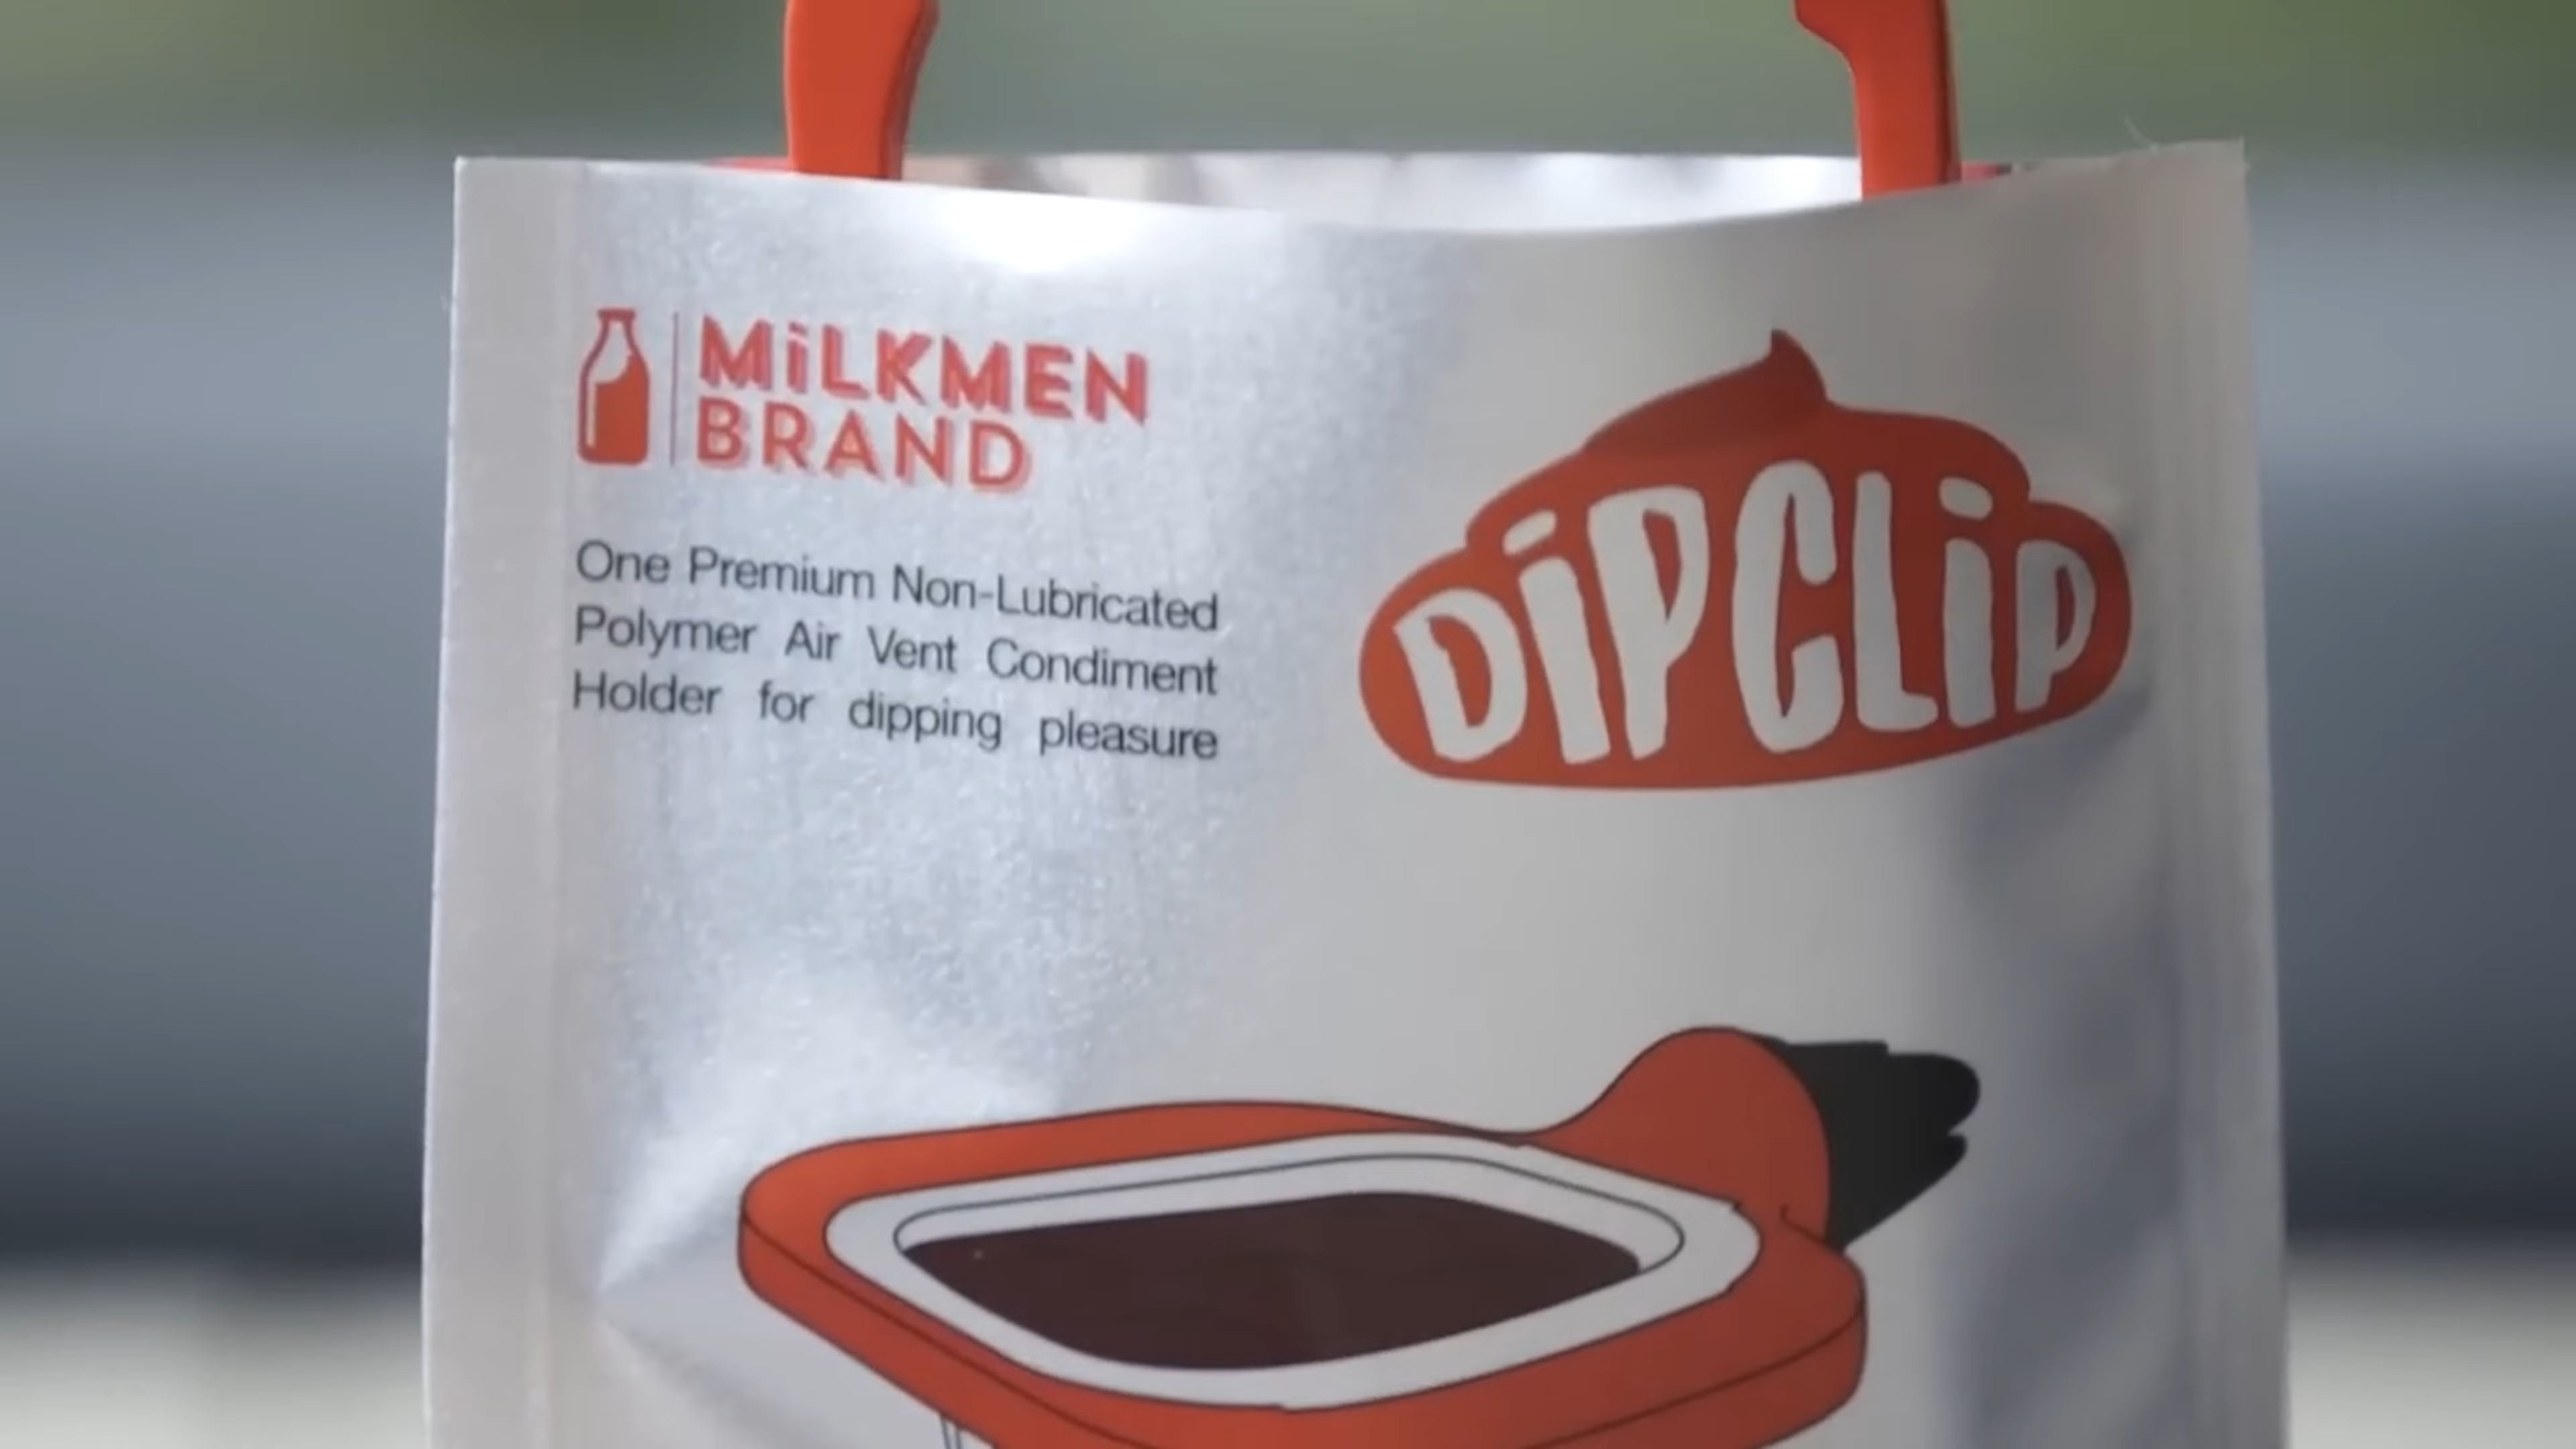 MiLKMEN
BRAND
One Premium Non-Lubricated
Polymer Air Vent Condiment
Holder for dipping pleasure
DiPCLiP